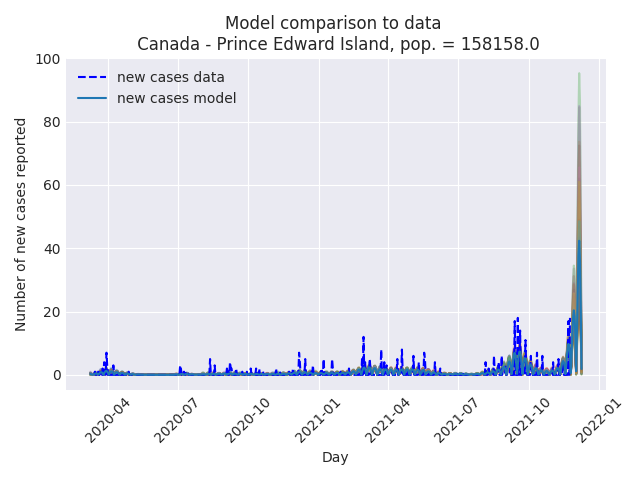 Model comparison to data
Canada - Prince Edward Island, pop. = 158158.0
new cases data
new cases model
Number of new cases reported
100
80
60
40
20
0
2020-04
2020-07
2020-10
2021-01
2021-04
2021-07
2021-10
2022-01
Day